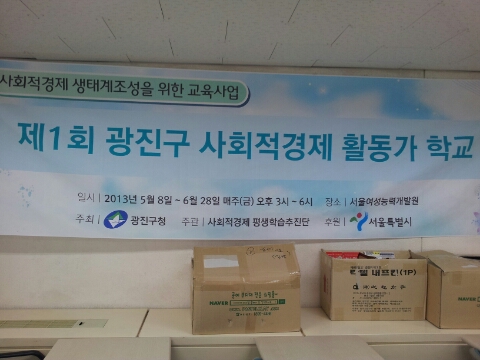 사회적경제 생태계조성을 위한 교육사업
제1회 광진구 사회적경제 활동가 학교
일시 | 2013년 5월 8일 ~ 6월 28일 매주(금) 오후 3시 ~ 6시 장소 | 서울여성능력개발원
주최 | 광진구청 주관 | 사회적경제 평생학습추진단 후원 | 서울특별시
냅프킨(1P)